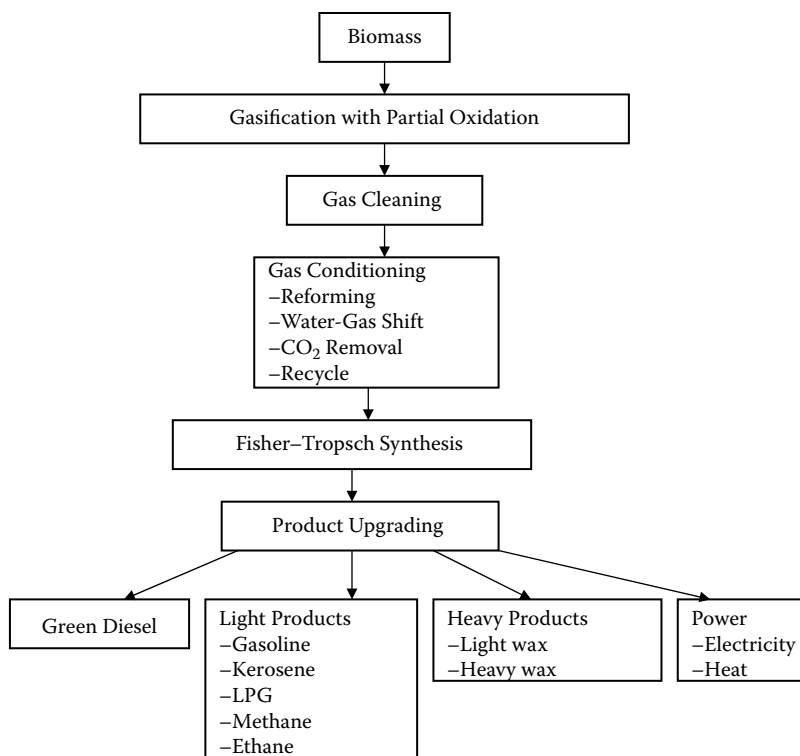 Biomass
Gasification with Partial Oxidation
Gas Cleaning
Gas Conditioning
–Reforming
–Water-Gas Shift
–CO₂ Removal
–Recycle
Fisher–Tropsch Synthesis
Product Upgrading
Green Diesel
Light Products
–Gasoline
–Kerosene
–LPG
–Methane
–Ethane
Heavy Products
–Light wax
–Heavy wax
Power
–Electricity
–Heat